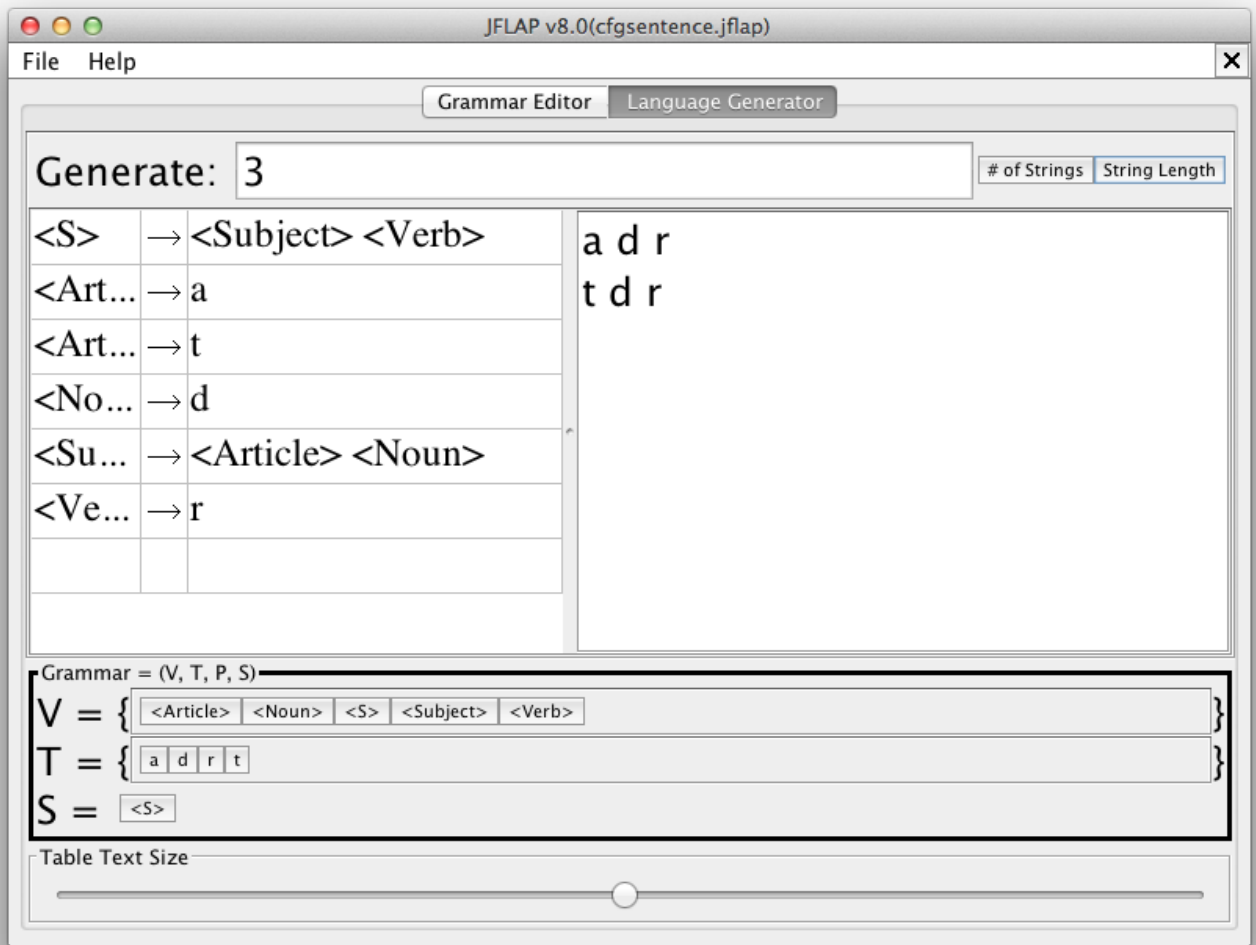 JFLAP v8.0(cfgsentence.jflap)
File Help
Grammar Editor Language Generator
Generate: 3 # of Strings String Length
<S> → <Subject> <Verb>
<Art... → a
<Art... → t
<No... → d
<Su... → <Article> <Noun>
<Ve... → r
a d r
t d r
Grammar = (V, T, P, S)
V = { <Article> <Noun> <S> <Subject> <Verb> }
T = { a d r t }
S = <S>
Table Text Size